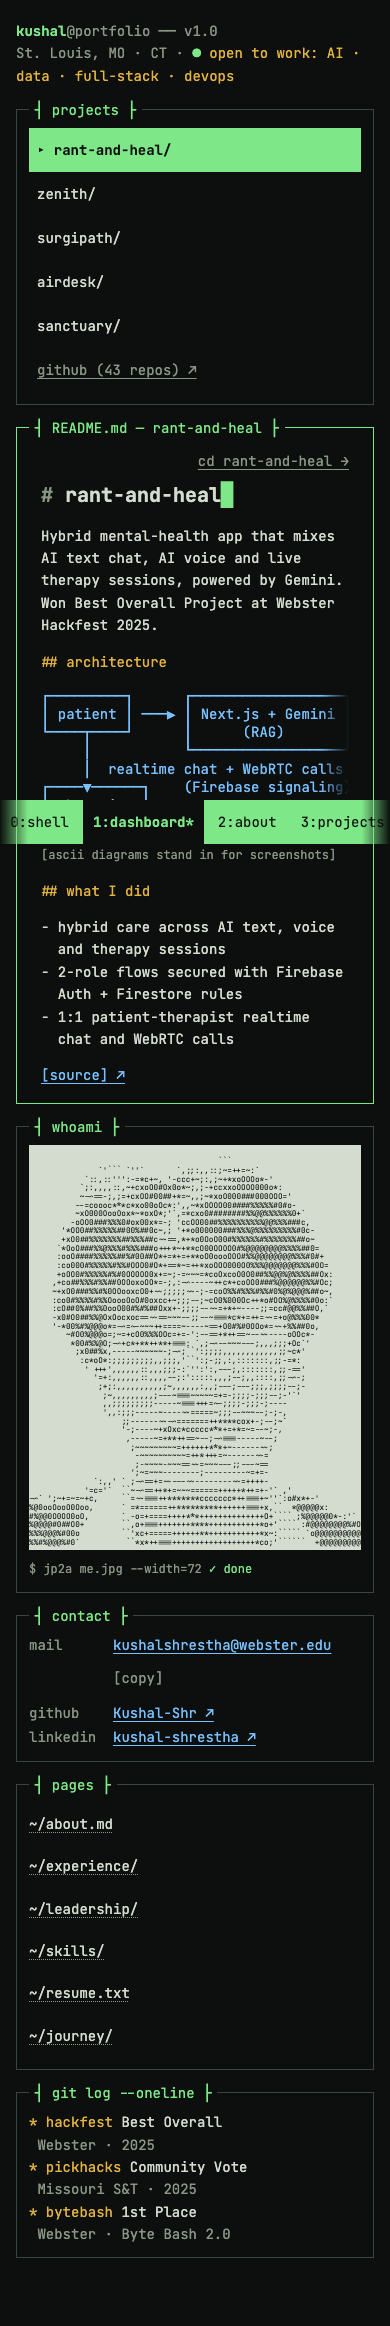 kushal@portfolio — v1.0
St. Louis, MO · CT · ● open to work: AI ·
data · full-stack · devops
projects
▸ rant-and-heal/
zenith/
surgipath/
airdesk/
sanctuary/
github (43 repos) ↗
README.md — rant-and-heal
cd rant-and-heal →
# rant-and-heal
Hybrid mental-health app that mixes
AI text chat, AI voice and live
therapy sessions, powered by Gemini.
Won Best Overall Project at Webster
Hackfest 2025.
## architecture
patient ───▶ Next.js + Gemini
(RAG)
realtime chat + WebRTC calls
(Firebase signaling)
0:shell 1:dashboard* 2:about 3:projects
[ascii diagrams stand in for screenshots]
## what I did
- hybrid care across AI text, voice
and therapy sessions
- 2-role flows secured with Firebase
Auth + Firestore rules
- 1:1 patient-therapist realtime
chat and WebRTC calls
[source] ↗
whoami
$ jp2a me.jpg --width=72 ✓ done
contact
mail kushalshrestha@webster.edu
[copy]
github Kushal-Shr ↗
linkedin kushal-shrestha ↗
pages
~/about.md
~/experience/
~/leadership/
~/skills/
~/resume.txt
~/journey/
git log --oneline
* hackfest Best Overall
Webster · 2025
* pickhacks Community Vote
Missouri S&T · 2025
* bytebash 1st Place
Webster · Byte Bash 2.0